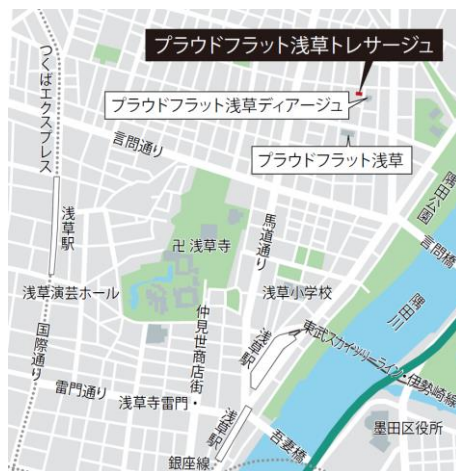 プラウドフラット浅草トレサージュ
プラウドフラット浅草ディアージュ
プラウドフラット浅草
つくばエクスプレス
言問通り
隅田公園
言問橋
浅草駅
馬道通り
卍 浅草寺
浅草演芸ホール
浅草小学校
隅田川
国際通り
仲見世商店街
浅草駅
東武スカイツリーライン・伊勢崎線
雷門通り
浅草寺雷門・
浅草駅
吾妻橋
墨田区役所
銀座線